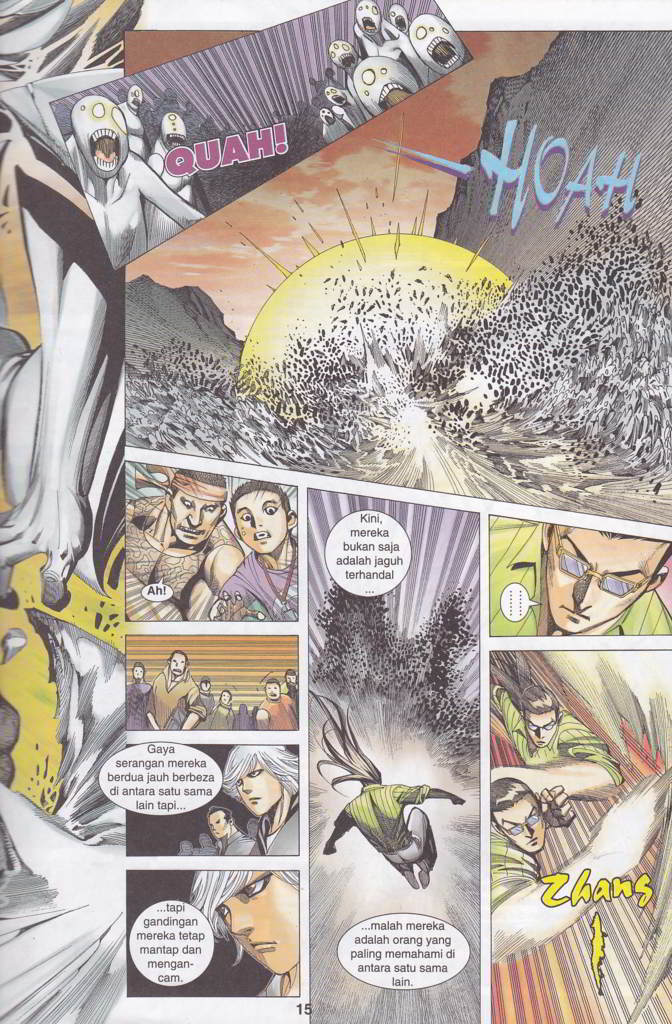 QUAH!
HOAH
Ah!
Gaya
serangan mereka
berdua jauh berbeza
di antara satu sama
lain tapi...
...tapi
gandingan
mereka tetap
mantap dan
mengan-
cam.
Kini,
mereka
bukan saja
adalah jaguh
terhandal
...
...malah mereka
adalah orang yang
paling memahami di
antara satu sama
lain.
......
Zhang
!
15